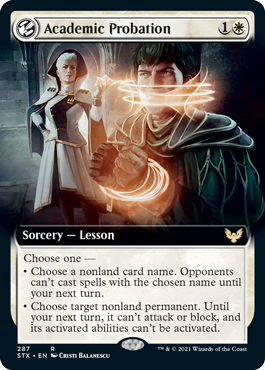 Academic Probation 1
Sorcery — Lesson
Choose one —
• Choose a nonland card name. Opponents
can't cast spells with the chosen name until
your next turn.
• Choose target nonland permanent. Until
your next turn, it can't attack or block, and
its activated abilities can't be activated.
287 R
STX • EN Cristi Balanescu
™ & © 2021 Wizards of the Coast